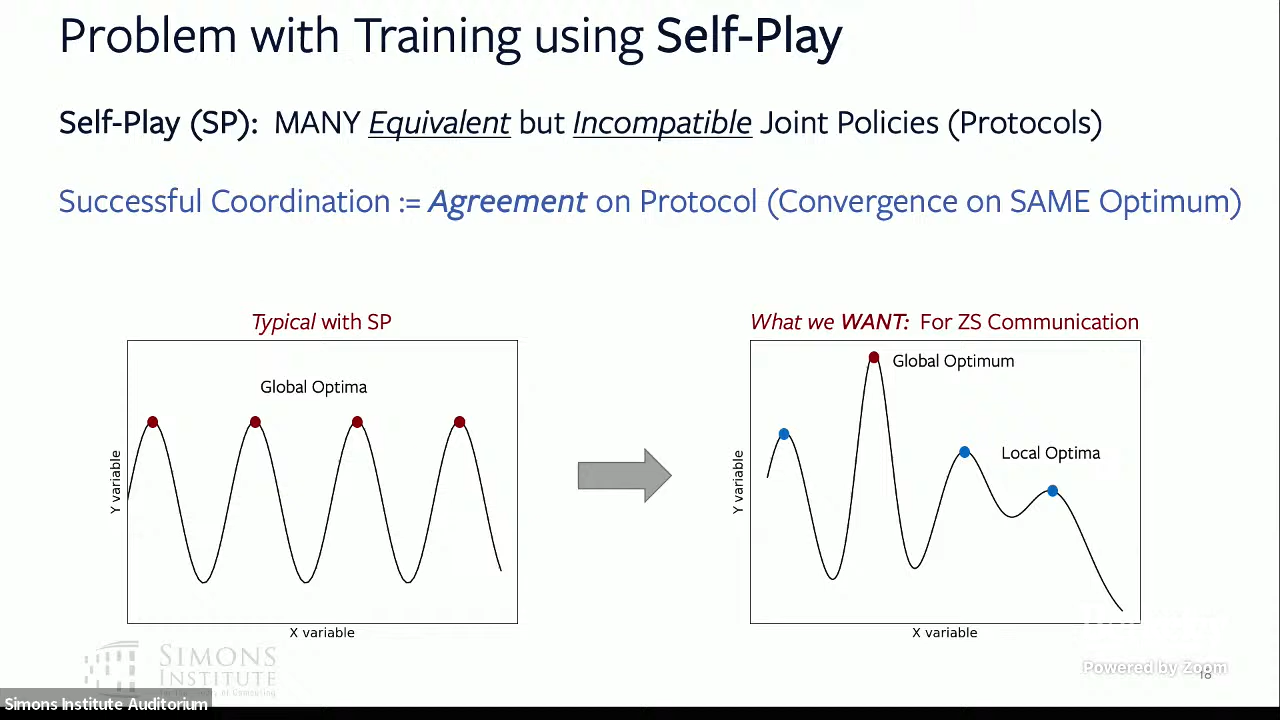 Problem with Training using Self-Play
Self-Play (SP): MANY Equivalent but Incompatible Joint Policies (Protocols)
Successful Coordination := Agreement on Protocol (Convergence on SAME Optimum)
Typical with SP
Global Optima
Y variable
X variable
What we WANT: For ZS Communication
Global Optimum
Local Optima
Y variable
X variable
SIMONS
INSTITUTE
Powered by Zoom
18
Simons Institute Auditorium